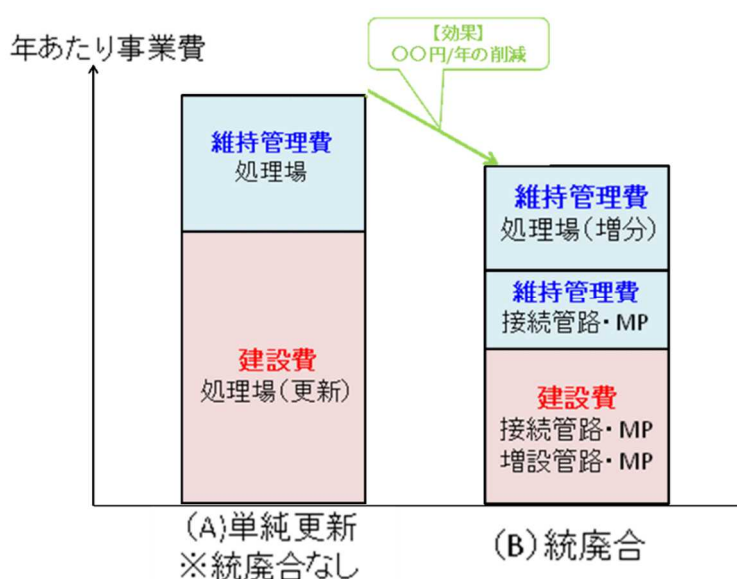 年あたり事業費
【効果】
〇〇円/年の削減
維持管理費
処理場
建設費
処理場(更新)
(A)単純更新
※統廃合なし
維持管理費
処理場(増分)
維持管理費
接続管路・MP
建設費
接続管路・MP
増設管路・MP
(B)統廃合